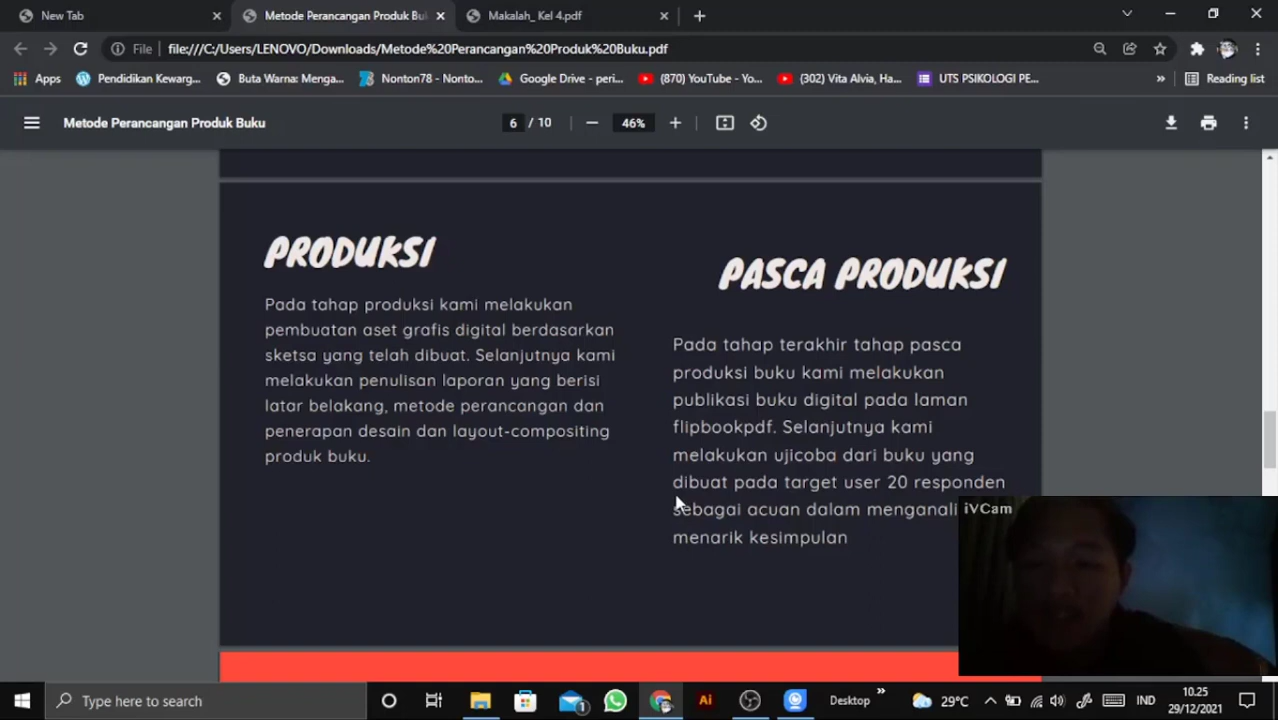 New Tab
Metode Perancangan Produk Bu
Makalah_ Kel 4.pdf
File
file:///C:/Users/LENOVO/Downloads/Metode%20Perancangan%20Produk%20Buku.pdf
Apps
Pendidikan Kewarg...
Buta Warna: Menga...
Nonton78 - Nonto...
Google Drive - peri...
(870) YouTube - Yo...
(302) Vita Alvia, Ha...
UTS PSIKOLOGI PE...
»
Reading list
Metode Perancangan Produk Buku
6 / 10
46%
PRODUKSI
Pada tahap produksi kami melakukan
pembuatan aset grafis digital berdasarkan
sketsa yang telah dibuat. Selanjutnya kami
melakukan penulisan laporan yang berisi
latar belakang, metode perancangan dan
penerapan desain dan layout-compositing
produk buku.
PASCA PRODUKSI
Pada tahap terakhir tahap pasca
produksi buku kami melakukan
publikasi buku digital pada laman
flipbookpdf. Selanjutnya kami
melakukan ujicoba dari buku yang
dibuat pada target user 20 responden
sebagai acuan dalam menganali
menarik kesimpulan
iVCam
Type here to search
1
Ai
Desktop
»
29°C
IND
10.25
29/12/2021